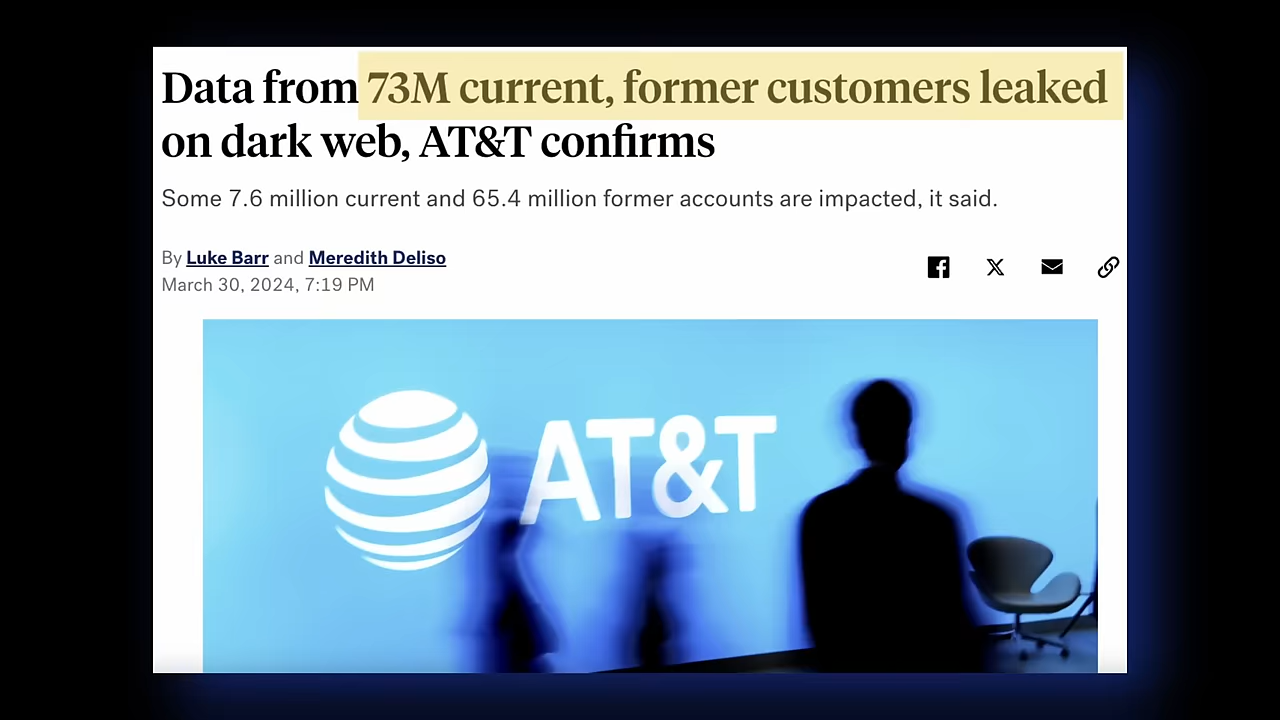 Data from 73M current, former customers leaked
on dark web, AT&T confirms
Some 7.6 million current and 65.4 million former accounts are impacted, it said.
By Luke Barr and Meredith Deliso
March 30, 2024, 7:19 PM
AT&T